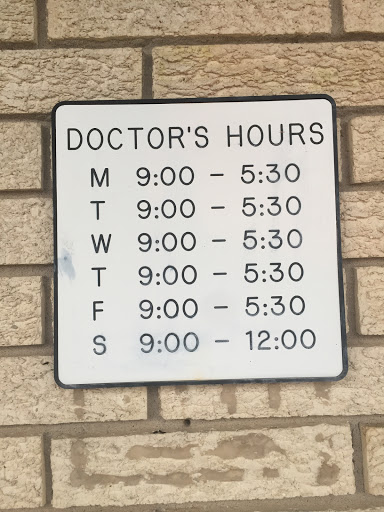 DOCTOR'S HOURS
M 9:00 – 5:30
T 9:00 – 5:30
W 9:00 – 5:30
T 9:00 – 5:30
F 9:00 – 5:30
S 9:00 – 12:00